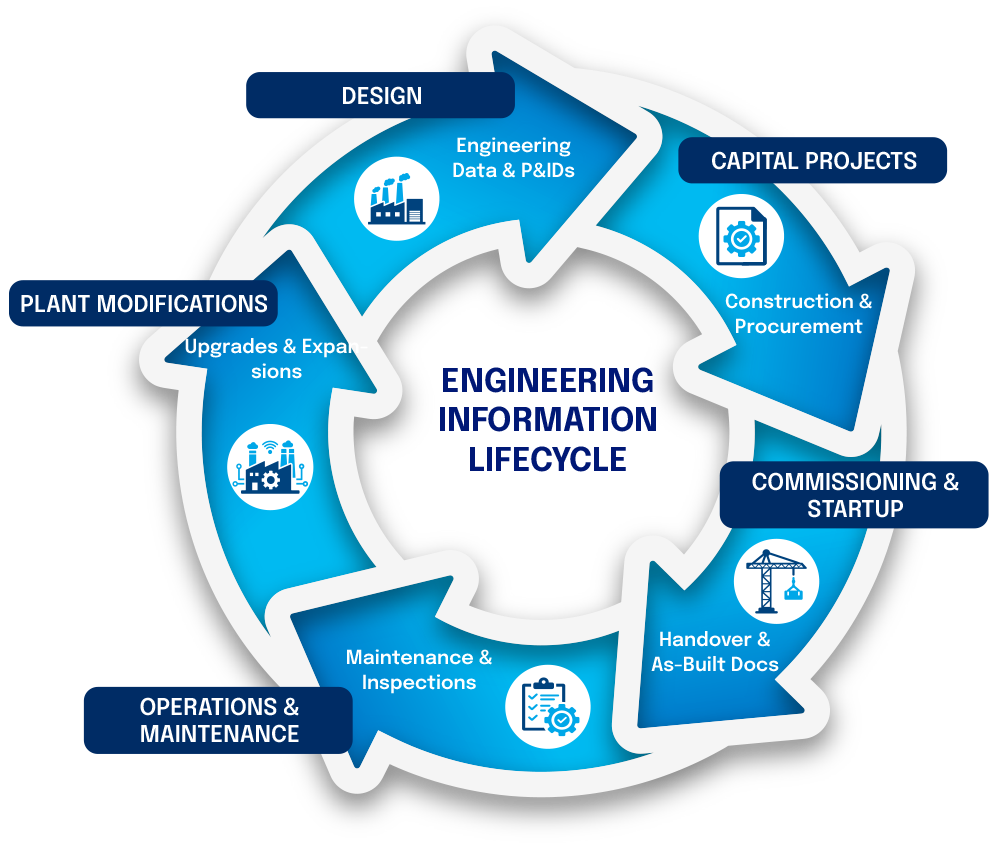 DESIGN
Engineering
Data & P&IDs
CAPITAL PROJECTS
Construction &
Procurement
PLANT MODIFICATIONS
Upgrades & Expan-
sions
ENGINEERING
INFORMATION
LIFECYCLE
COMMISSIONING &
STARTUP
Handover &
As-Built Docs
Maintenance &
Inspections
OPERATIONS &
MAINTENANCE